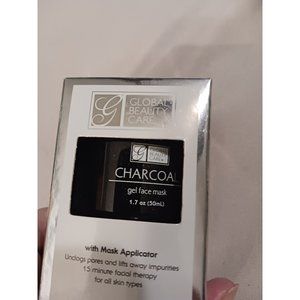 G
GLOBAL
BEAUTY
CARE
CHARCOAL
gel face mask
1.7 oz (50mL)
with Mask Applicator
Unclogs pores and lifts away impurities
15 minute facial therapy
for all skin types